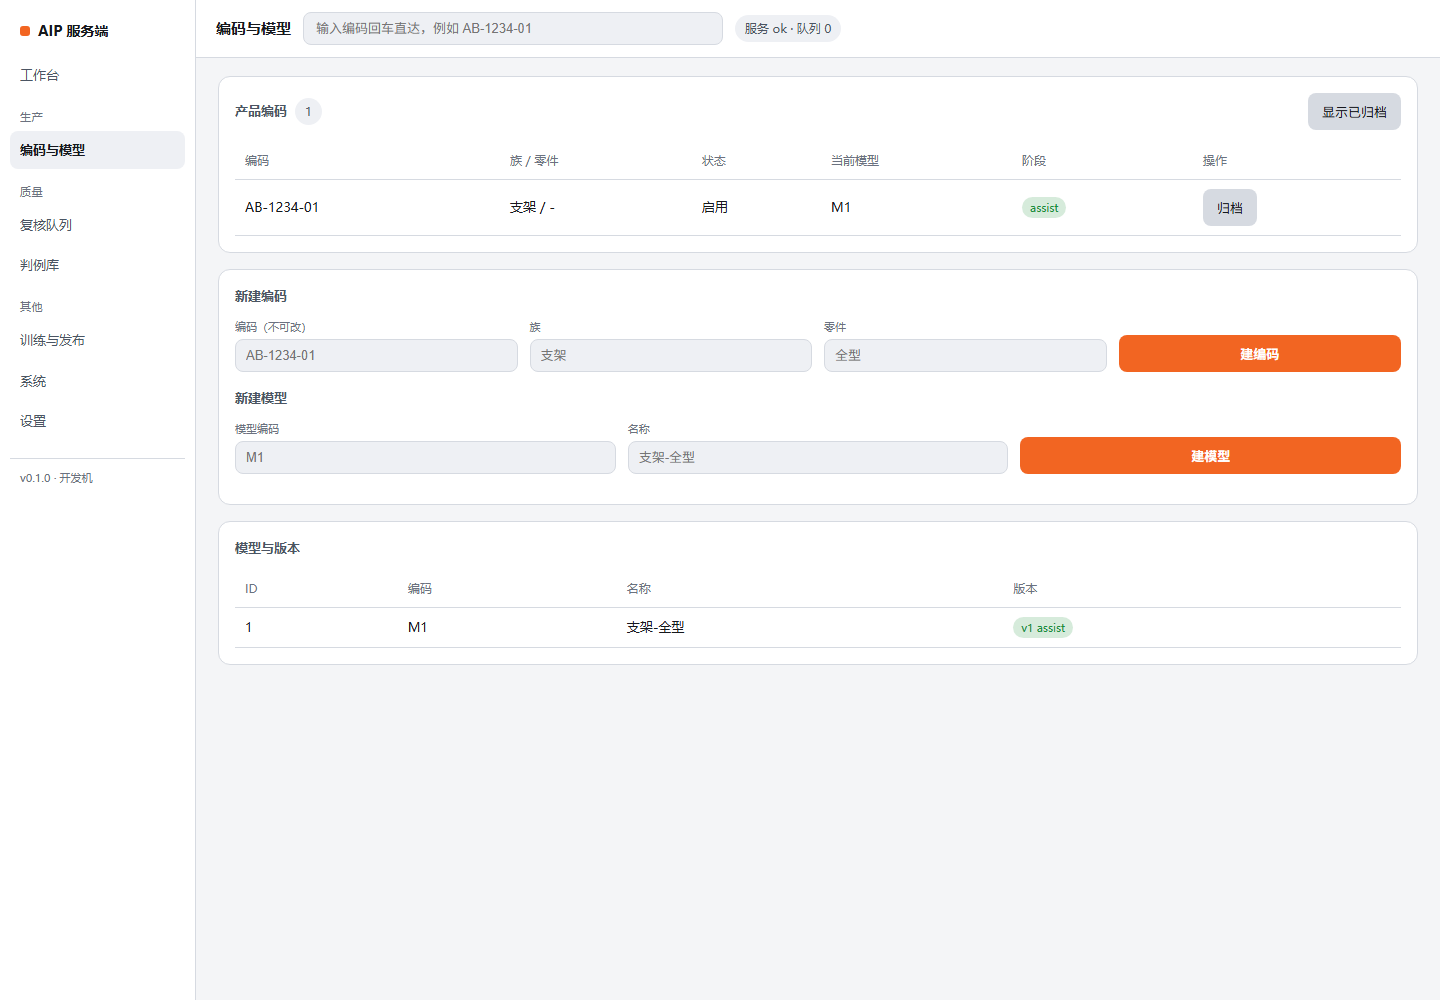 AIP 服务端
工作台
生产
编码与模型
质量
复核队列
判例库
其他
训练与发布
系统
设置
v0.1.0 · 开发机
编码与模型
输入编码回车直达，例如 AB-1234-01
服务 ok · 队列 0
产品编码 1
显示已归档
编码 族 / 零件 状态 当前模型 阶段 操作
AB-1234-01 支架 / - 启用 M1 assist 归档
新建编码
编码（不可改） 族 零件
AB-1234-01 支架 全型 建编码
新建模型
模型编码 名称
M1 支架-全型 建模型
模型与版本
ID 编码 名称 版本
1 M1 支架-全型 v1 assist